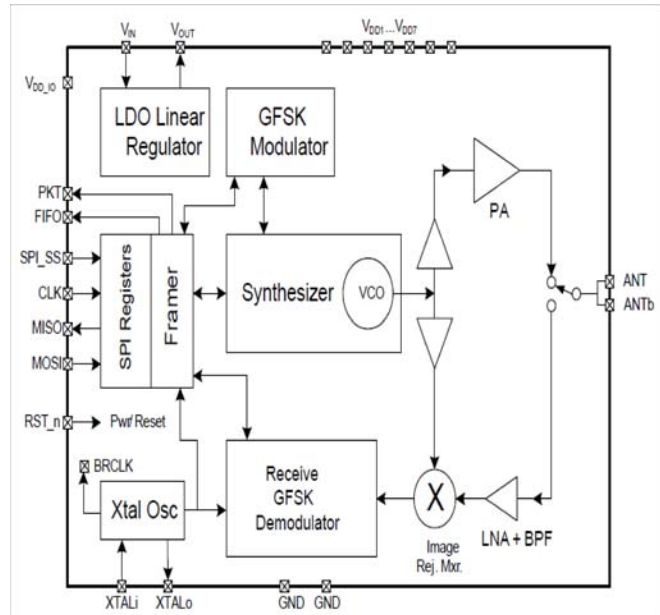 VIN
VOUT
VDD1...VDD7
VDD_IO
LDO Linear
Regulator
GFSK
Modulator
PKT
FIFO
SPI_SS
CLK
MISO
MOSI
RST_n
SPI Registers
Framer
Synthesizer
VCO
PA
ANT
ANTb
Pwr/Reset
BRCLK
Xtal Osc
Receive
GFSK
Demodulator
X
Image
Rej. Mxr.
LNA + BPF
XTALi
XTALo
GND
GND